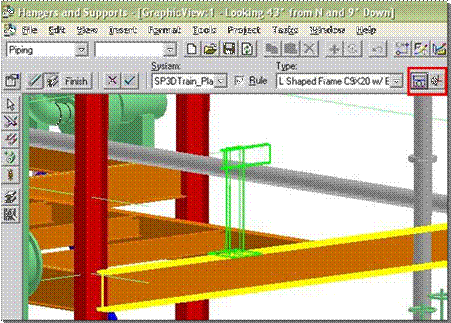 Hangers and Supports - [GraphicView:1 - Looking 43° from N and 9° Down]
File Edit View Insert Format Tools Project Tasks Window Help
Piping
System: Type:
Finish SP3DTrain_Pla Rule L Shaped Frame CSX20 w/ E